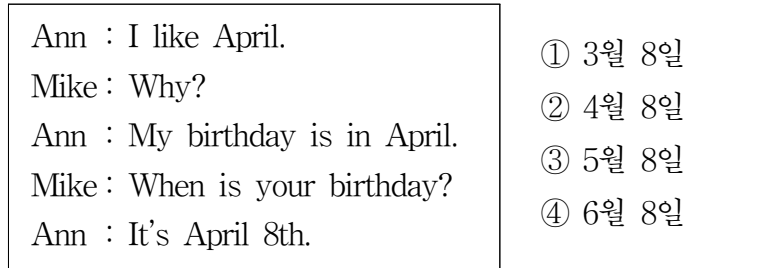 Ann : I like April.
Mike : Why?
Ann : My birthday is in April.
Mike : When is your birthday?
Ann : It's April 8th.
① 3월 8일
② 4월 8일
③ 5월 8일
④ 6월 8일